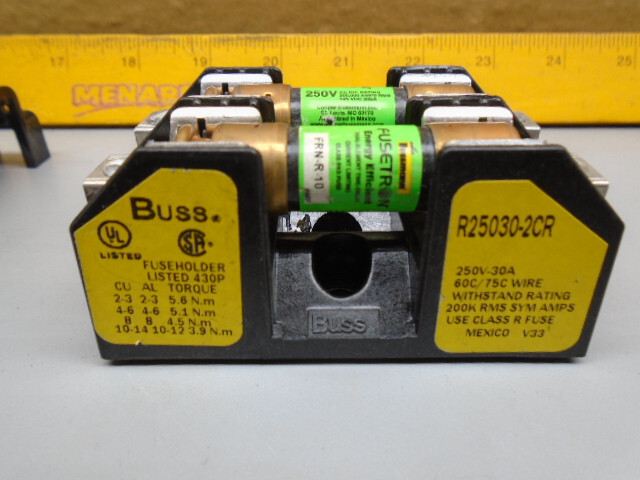 17 18 19 20 21 22 23 24 25
250V
BUSS®
UL
LISTED
SA
FUSEHOLDER
LISTED 430P
CU AL TORQUE
2-3 2-3 5.6 N.m
4-6 4-6 5.1 N.m
8 8 4.5 N.m
10-14 10-12 3.9 N.m
FRN-R-10
FUSETRON
Energy Efficient
Buss
R25030-2CR
250V-30A
60C/75C WIRE
WITHSTAND RATING
200K RMS SYM AMPS
USE CLASS R FUSE
MEXICO V33